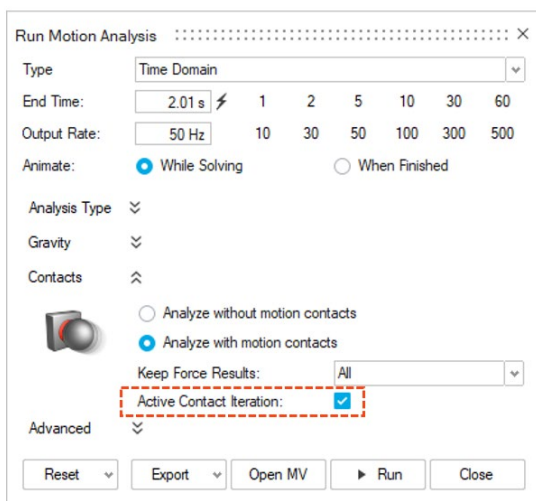 Run Motion Analysis
Type Time Domain
End Time: 2.01 s 1 2 5 10 30 60
Output Rate: 50 Hz 10 30 50 100 300 500
Animate: While Solving When Finished
Analysis Type
Gravity
Contacts
Analyze without motion contacts
Analyze with motion contacts
Keep Force Results: All
Active Contact Iteration:
Advanced
Reset Export Open MV Run Close